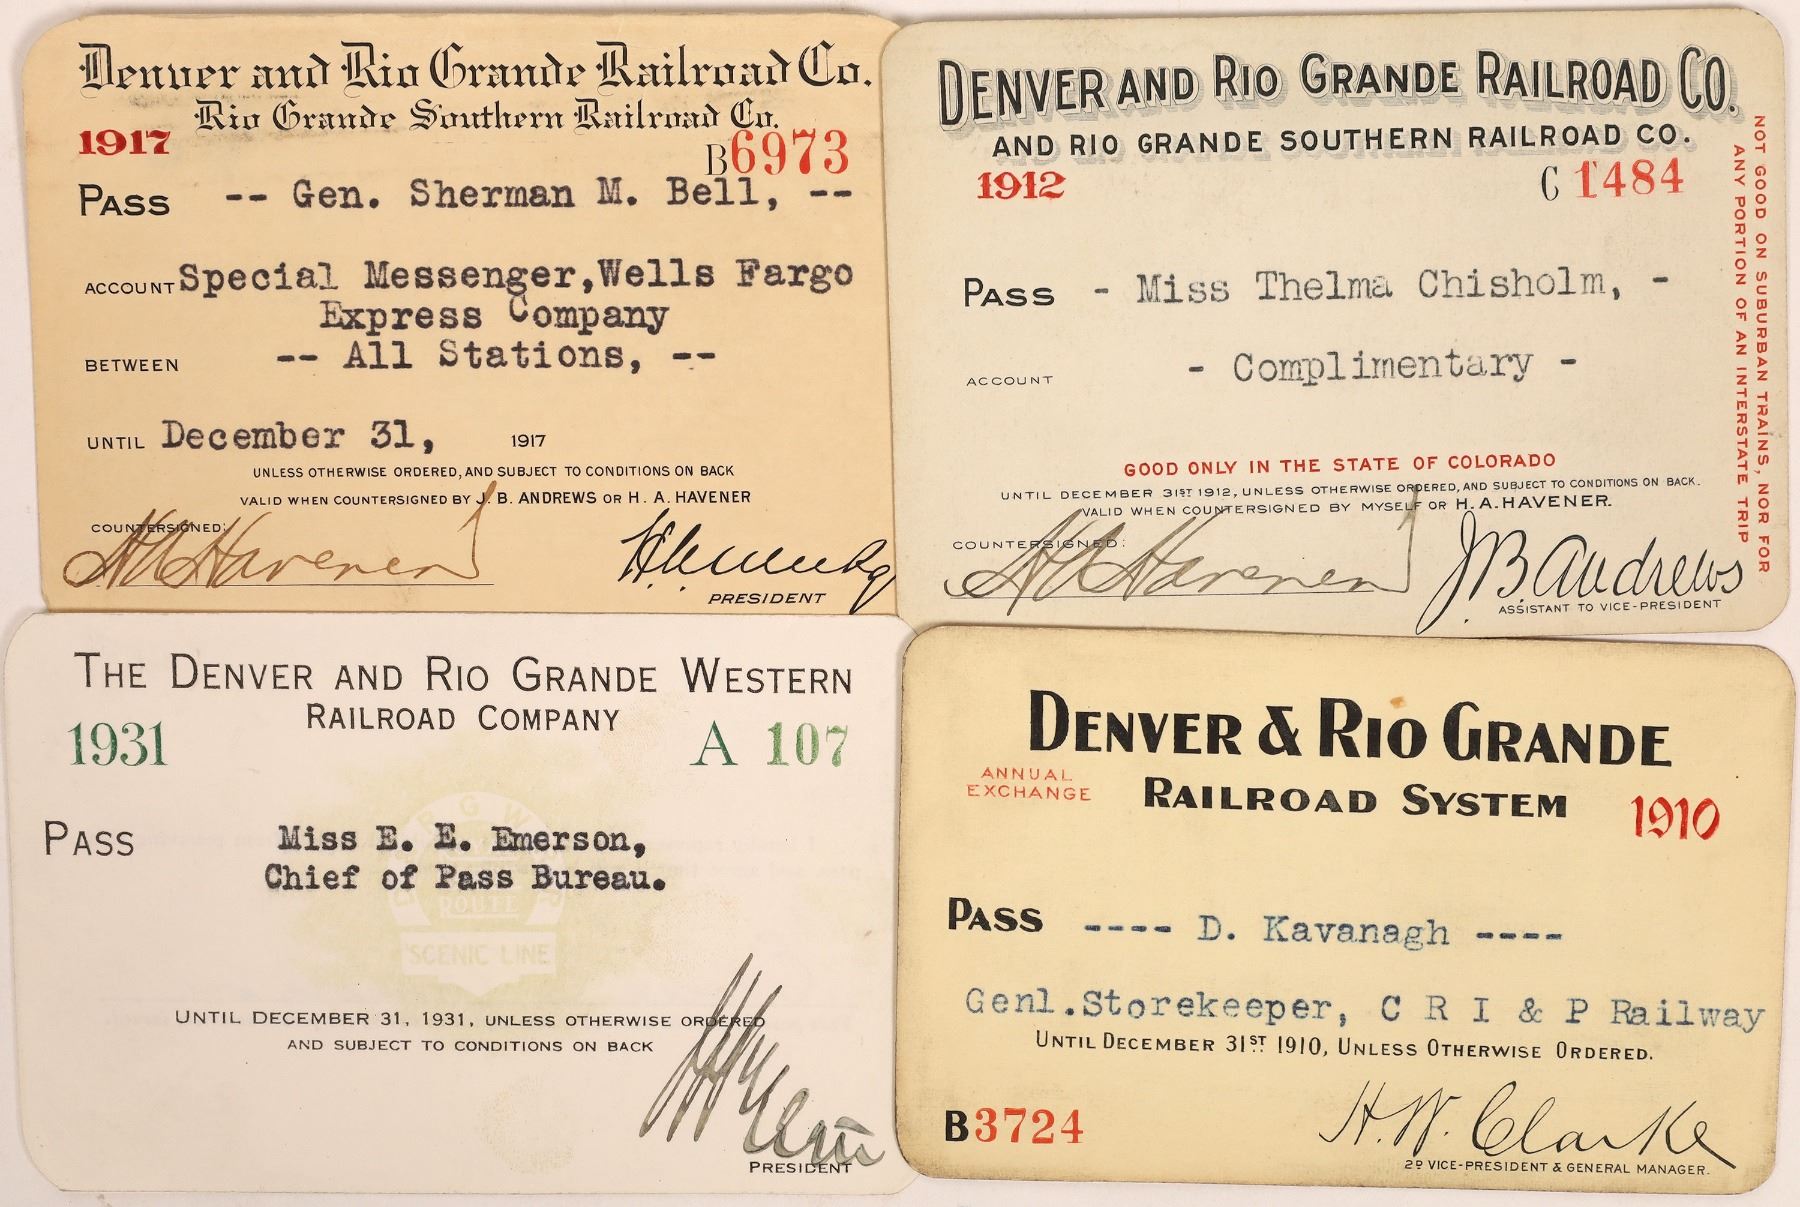 Denver and Rio Grande Railroad Co.
Rio Grande Southern Railroad Co.
1917
B6973
PASS -- Gen. Sherman M. Bell, --
ACCOUNT Special Messenger,Wells Fargo
Express Company
BETWEEN -- All Stations, --
UNTIL December 31, 1917
UNLESS OTHERWISE ORDERED, AND SUBJECT TO CONDITIONS ON BACK
VALID WHEN COUNTERSIGNED BY J. B. ANDREWS OR H. A. HAVENER
COUNTERSIGNED:
H A Havener
PRESIDENT
DENVER AND RIO GRANDE RAILROAD CO.
AND RIO GRANDE SOUTHERN RAILROAD CO.
1912
C 1484
PASS - Miss Thelma Chisholm, -
ACCOUNT - Complimentary -
GOOD ONLY IN THE STATE OF COLORADO
UNTIL DECEMBER 31ST 1912, UNLESS OTHERWISE ORDERED, AND SUBJECT TO CONDITIONS ON BACK.
VALID WHEN COUNTERSIGNED BY MYSELF OR H. A. HAVENER.
COUNTERSIGNED:
H A Havener
J B Andrews
ASSISTANT TO VICE-PRESIDENT
NOT GOOD ON SUBURBAN TRAINS, NOR FOR
ANY PORTION OF AN INTERSTATE TRIP
THE DENVER AND RIO GRANDE WESTERN
RAILROAD COMPANY
1931
A 107
PASS
Miss E. E. Emerson,
Chief of Pass Bureau.
ROUTE
SCENIC LINE
UNTIL DECEMBER 31, 1931, UNLESS OTHERWISE ORDERED
AND SUBJECT TO CONDITIONS ON BACK
PRESIDENT
DENVER & RIO GRANDE
RAILROAD SYSTEM
ANNUAL
EXCHANGE
1910
PASS ---- D. Kavanagh ----
Genl.Storekeeper, C R I & P Railway
UNTIL DECEMBER 31ST 1910, UNLESS OTHERWISE ORDERED.
B3724
H. W. Clarke
2D VICE-PRESIDENT & GENERAL MANAGER.